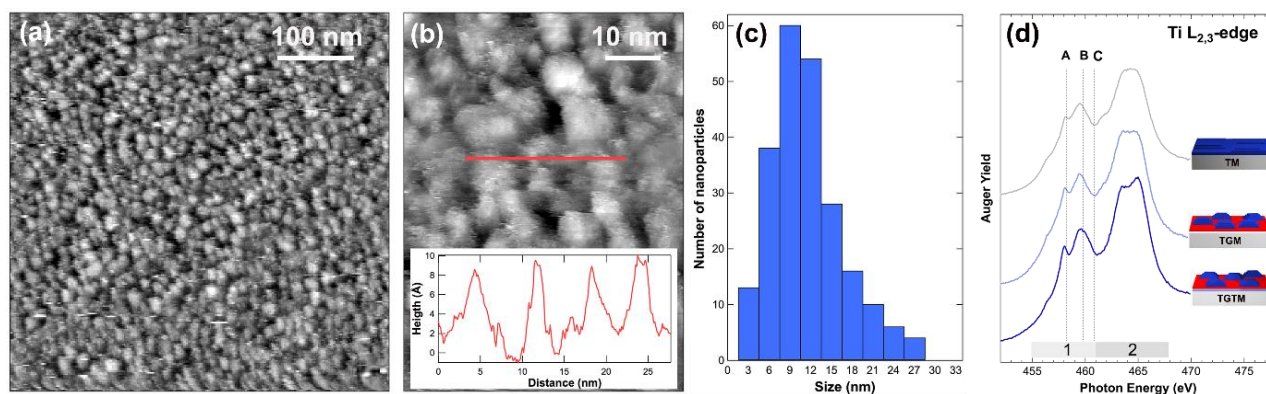 (a)
100 nm
(b)
10 nm
Heigth (Å)
10
8
6
4
2
0
0
5
10
15
20
25
Distance (nm)
(c)
Number of nanoparticles
60
50
40
30
20
10
0
3
6
9
12
15
18
21
24
27
30
33
Size (nm)
(d)
Ti L2,3-edge
A
B
C
Auger Yield
TM
TGM
TGTM
1
2
455
460
465
470
475
Photon Energy (eV)